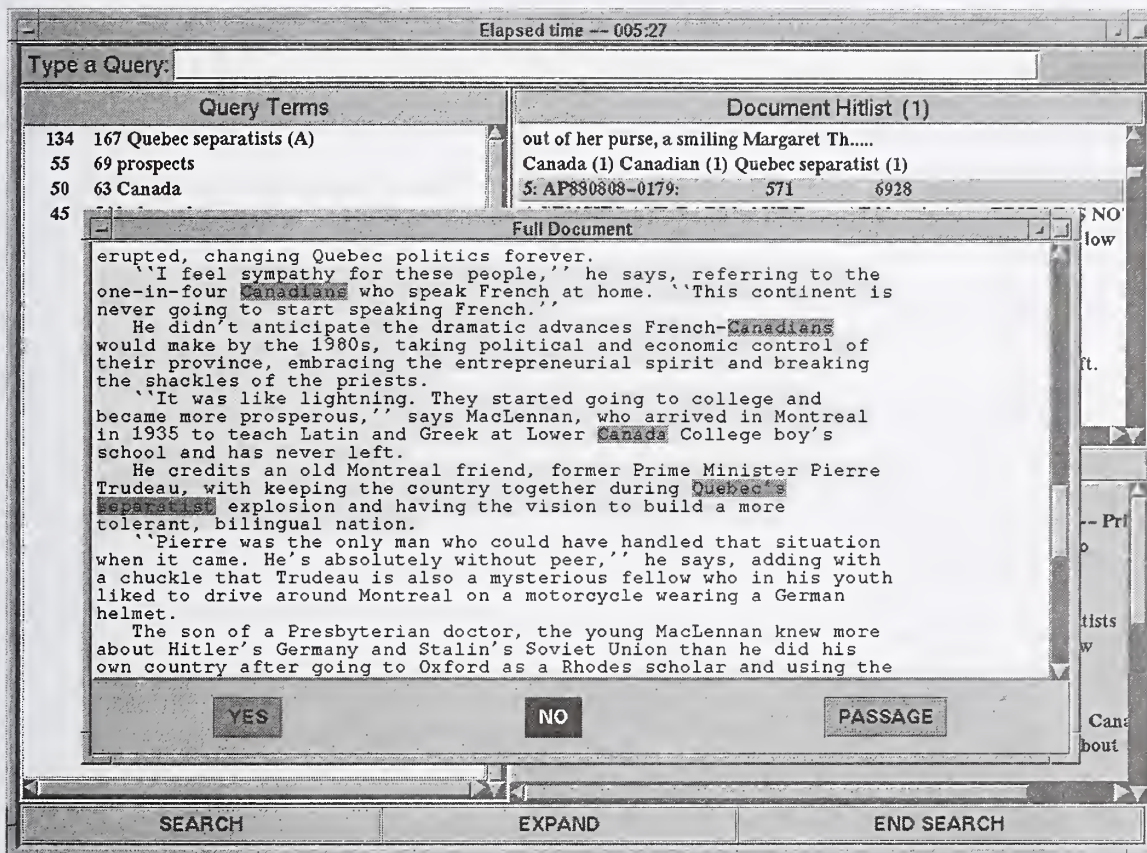 Elapsed time -- 005:27
Type a Query:
Query Terms
134 167 Quebec separatists (A)
55 69 prospects
50 63 Canada
45
Document Hitlist (1)
out of her purse, a smiling Margaret Th.....
Canada (1) Canadian (1) Quebec separatist (1)
5: AP880808-0179: 571 6928
NO
low
ft.
-- Pri
tists
w
Cana
bout
Full Document
erupted, changing Quebec politics forever.
``I feel sympathy for these people,'' he says, referring to the
one-in-four Canadians who speak French at home. ``This continent is
never going to start speaking French.''
He didn't anticipate the dramatic advances French-Canadians
would make by the 1980s, taking political and economic control of
their province, embracing the entrepreneurial spirit and breaking
the shackles of the priests.
``It was like lightning. They started going to college and
became more prosperous,'' says MacLennan, who arrived in Montreal
in 1935 to teach Latin and Greek at Lower Canada College boy's
school and has never left.
He credits an old Montreal friend, former Prime Minister Pierre
Trudeau, with keeping the country together during Quebec's
separatist explosion and having the vision to build a more
tolerant, bilingual nation.
``Pierre was the only man who could have handled that situation
when it came. He's absolutely without peer,'' he says, adding with
a chuckle that Trudeau is also a mysterious fellow who in his youth
liked to drive around Montreal on a motorcycle wearing a German
helmet.
The son of a Presbyterian doctor, the young MacLennan knew more
about Hitler's Germany and Stalin's Soviet Union than he did his
own country after going to Oxford as a Rhodes scholar and using the
YES NO PASSAGE
SEARCH EXPAND END SEARCH